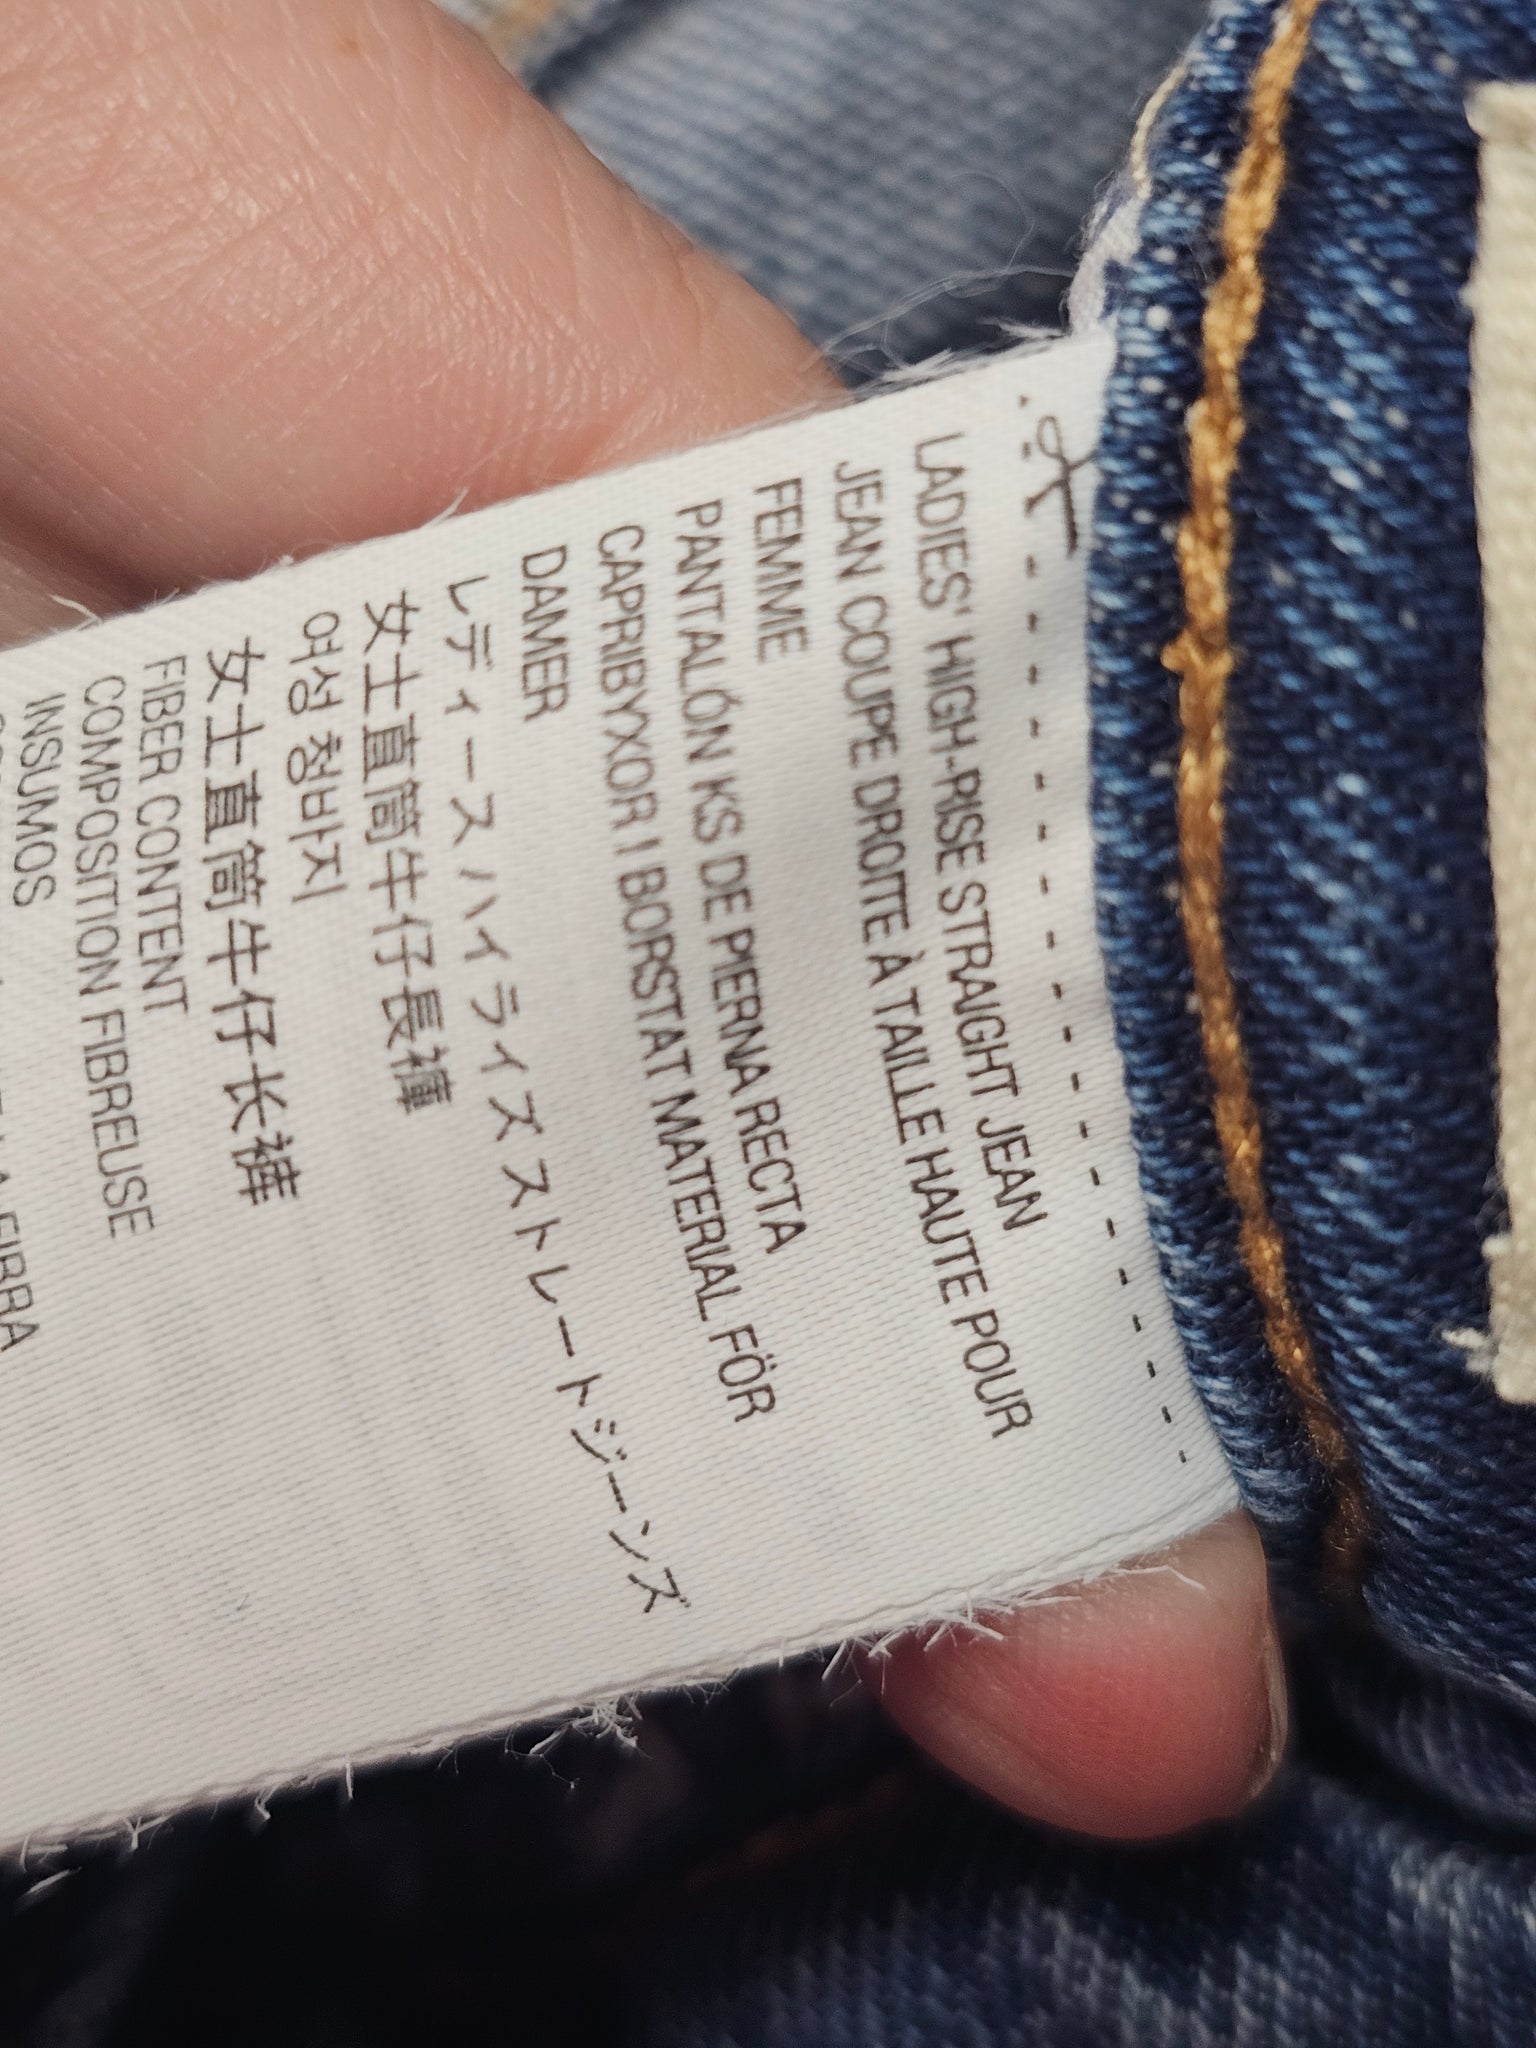 LADIES' HIGH-RISE STRAIGHT JEAN
JEAN COUPE DROITE À TAILLE HAUTE POUR
FEMME
PANTALÓN KS DE PIERNA RECTA
CAPRIBYXOR I BORSTAT MATERIAL FÖR
DAMER
レディースハイライズストレートジーンズ
女士直筒牛仔長褲
여성 청바지
女士直筒牛仔长裤
FIBER CONTENT
COMPOSITION FIBREUSE
INSUMOS
FIBRA